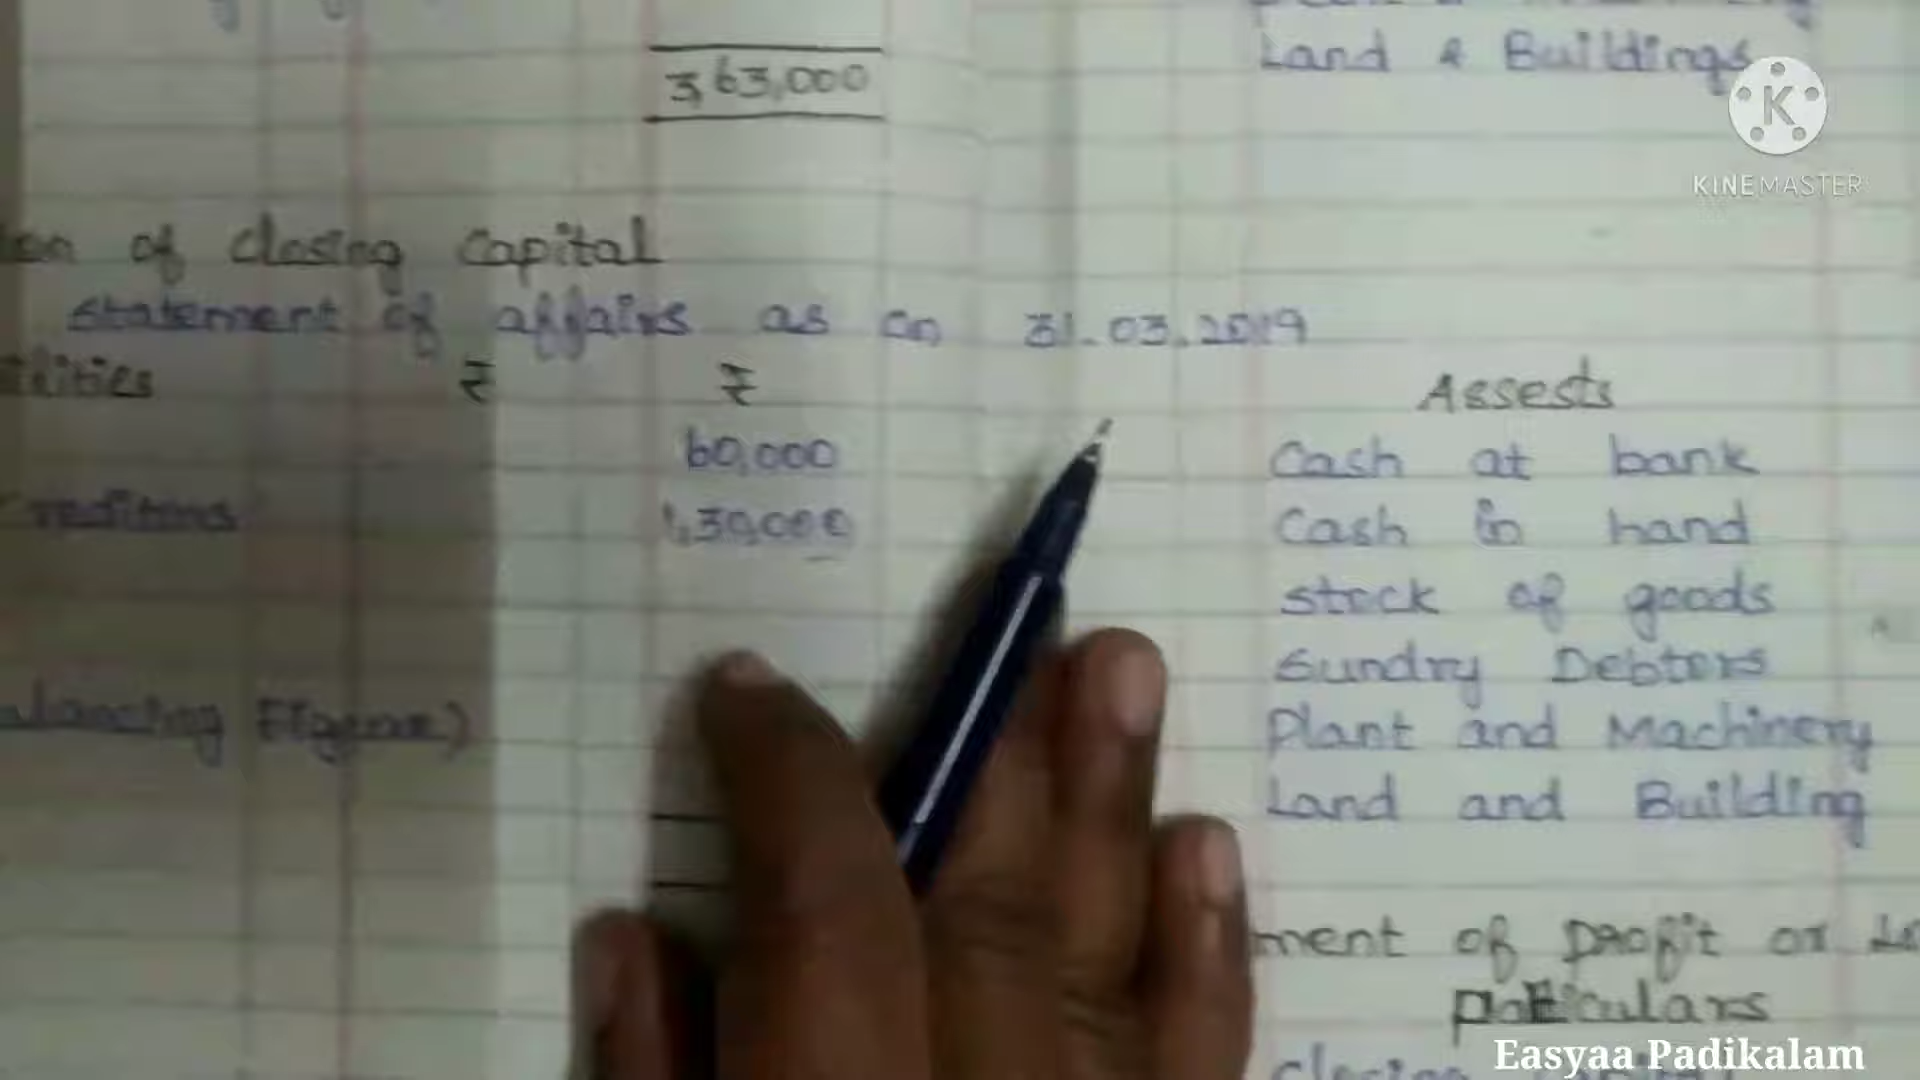 Land & Buildings
3,63,000
K
KINEMASTER
of closing capital
statement of affairs as on 31.03.2019
₹ ₹ Assests
60,000 Cash at bank
1,30,000 Cash in hand
stock of goods
Sundry Debtors
Figure) Plant and Machinery
Land and Building
of Profit or
Particulars
Easyaa Padikalam
closing